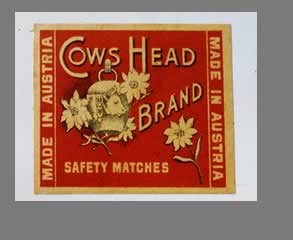 COWS HEAD
BRAND
SAFETY MATCHES
MADE IN AUSTRIA
MADE IN AUSTRIA